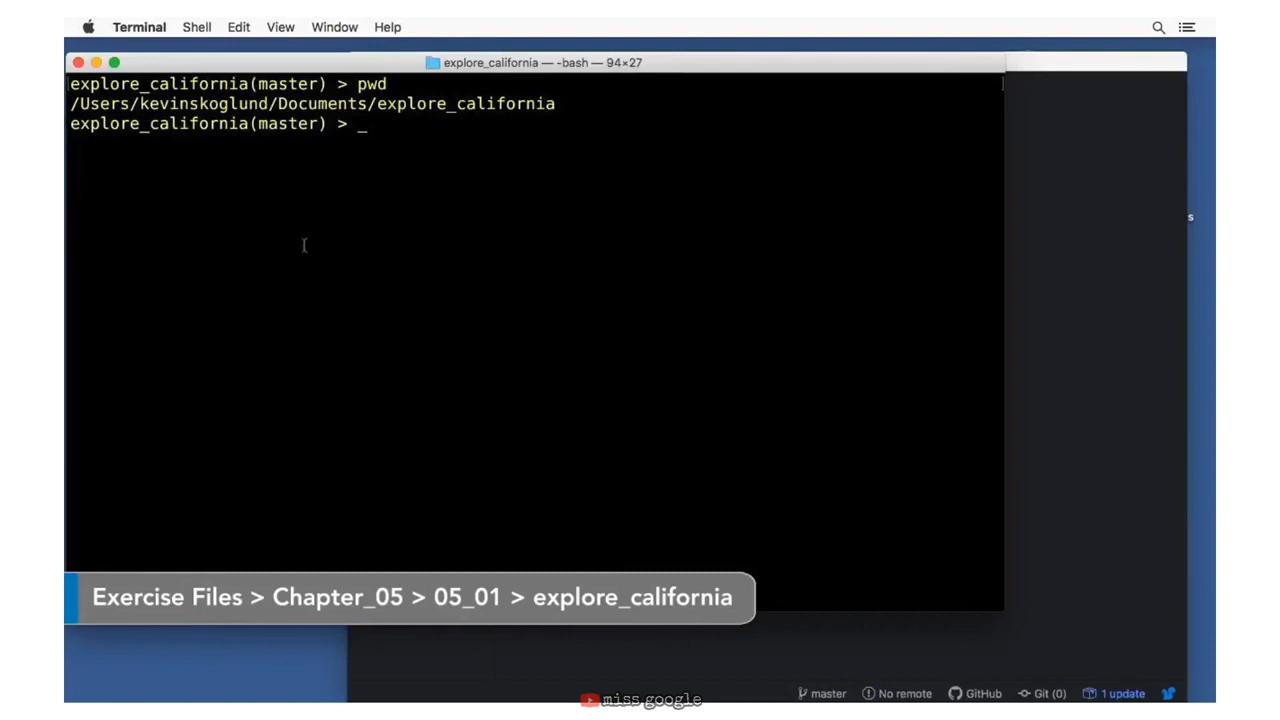 Terminal Shell Edit View Window Help
explore_california — -bash — 94×27
explore_california(master) > pwd
/Users/kevinskoglund/Documents/explore_california
explore_california(master) > _
s
Exercise Files > Chapter_05 > 05_01 > explore_california
master No remote GitHub Git (0) 1 update
miss google